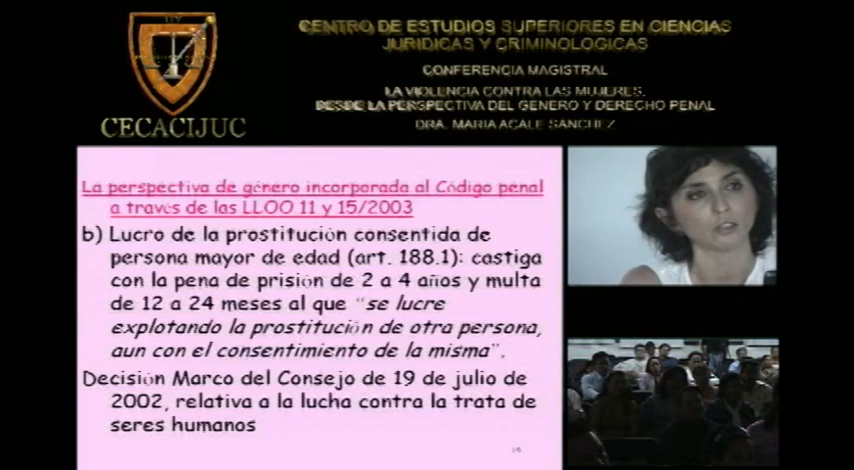 CENTRO DE ESTUDIOS SUPERIORES EN CIENCIAS
JURIDICAS Y CRIMINOLOGICAS
CONFERENCIA MAGISTRAL
LA VIOLENCIA CONTRA LAS MUJERES.
DESDE LA PERSPECTIVA DEL GENERO Y DERECHO PENAL
DRA. MARIA ACALE SANCHEZ
CECACIJUC
La perspectiva de género incorporada al Código penal
a través de las LLOO 11 y 15/2003
b) Lucro de la prostitución consentida de
persona mayor de edad (art. 188.1): castiga
con la pena de prisión de 2 a 4 años y multa
de 12 a 24 meses al que "se lucre
explotando la prostitución de otra persona,
aun con el consentimiento de la misma".
Decisión Marco del Consejo de 19 de julio de
2002, relativa a la lucha contra la trata de
seres humanos